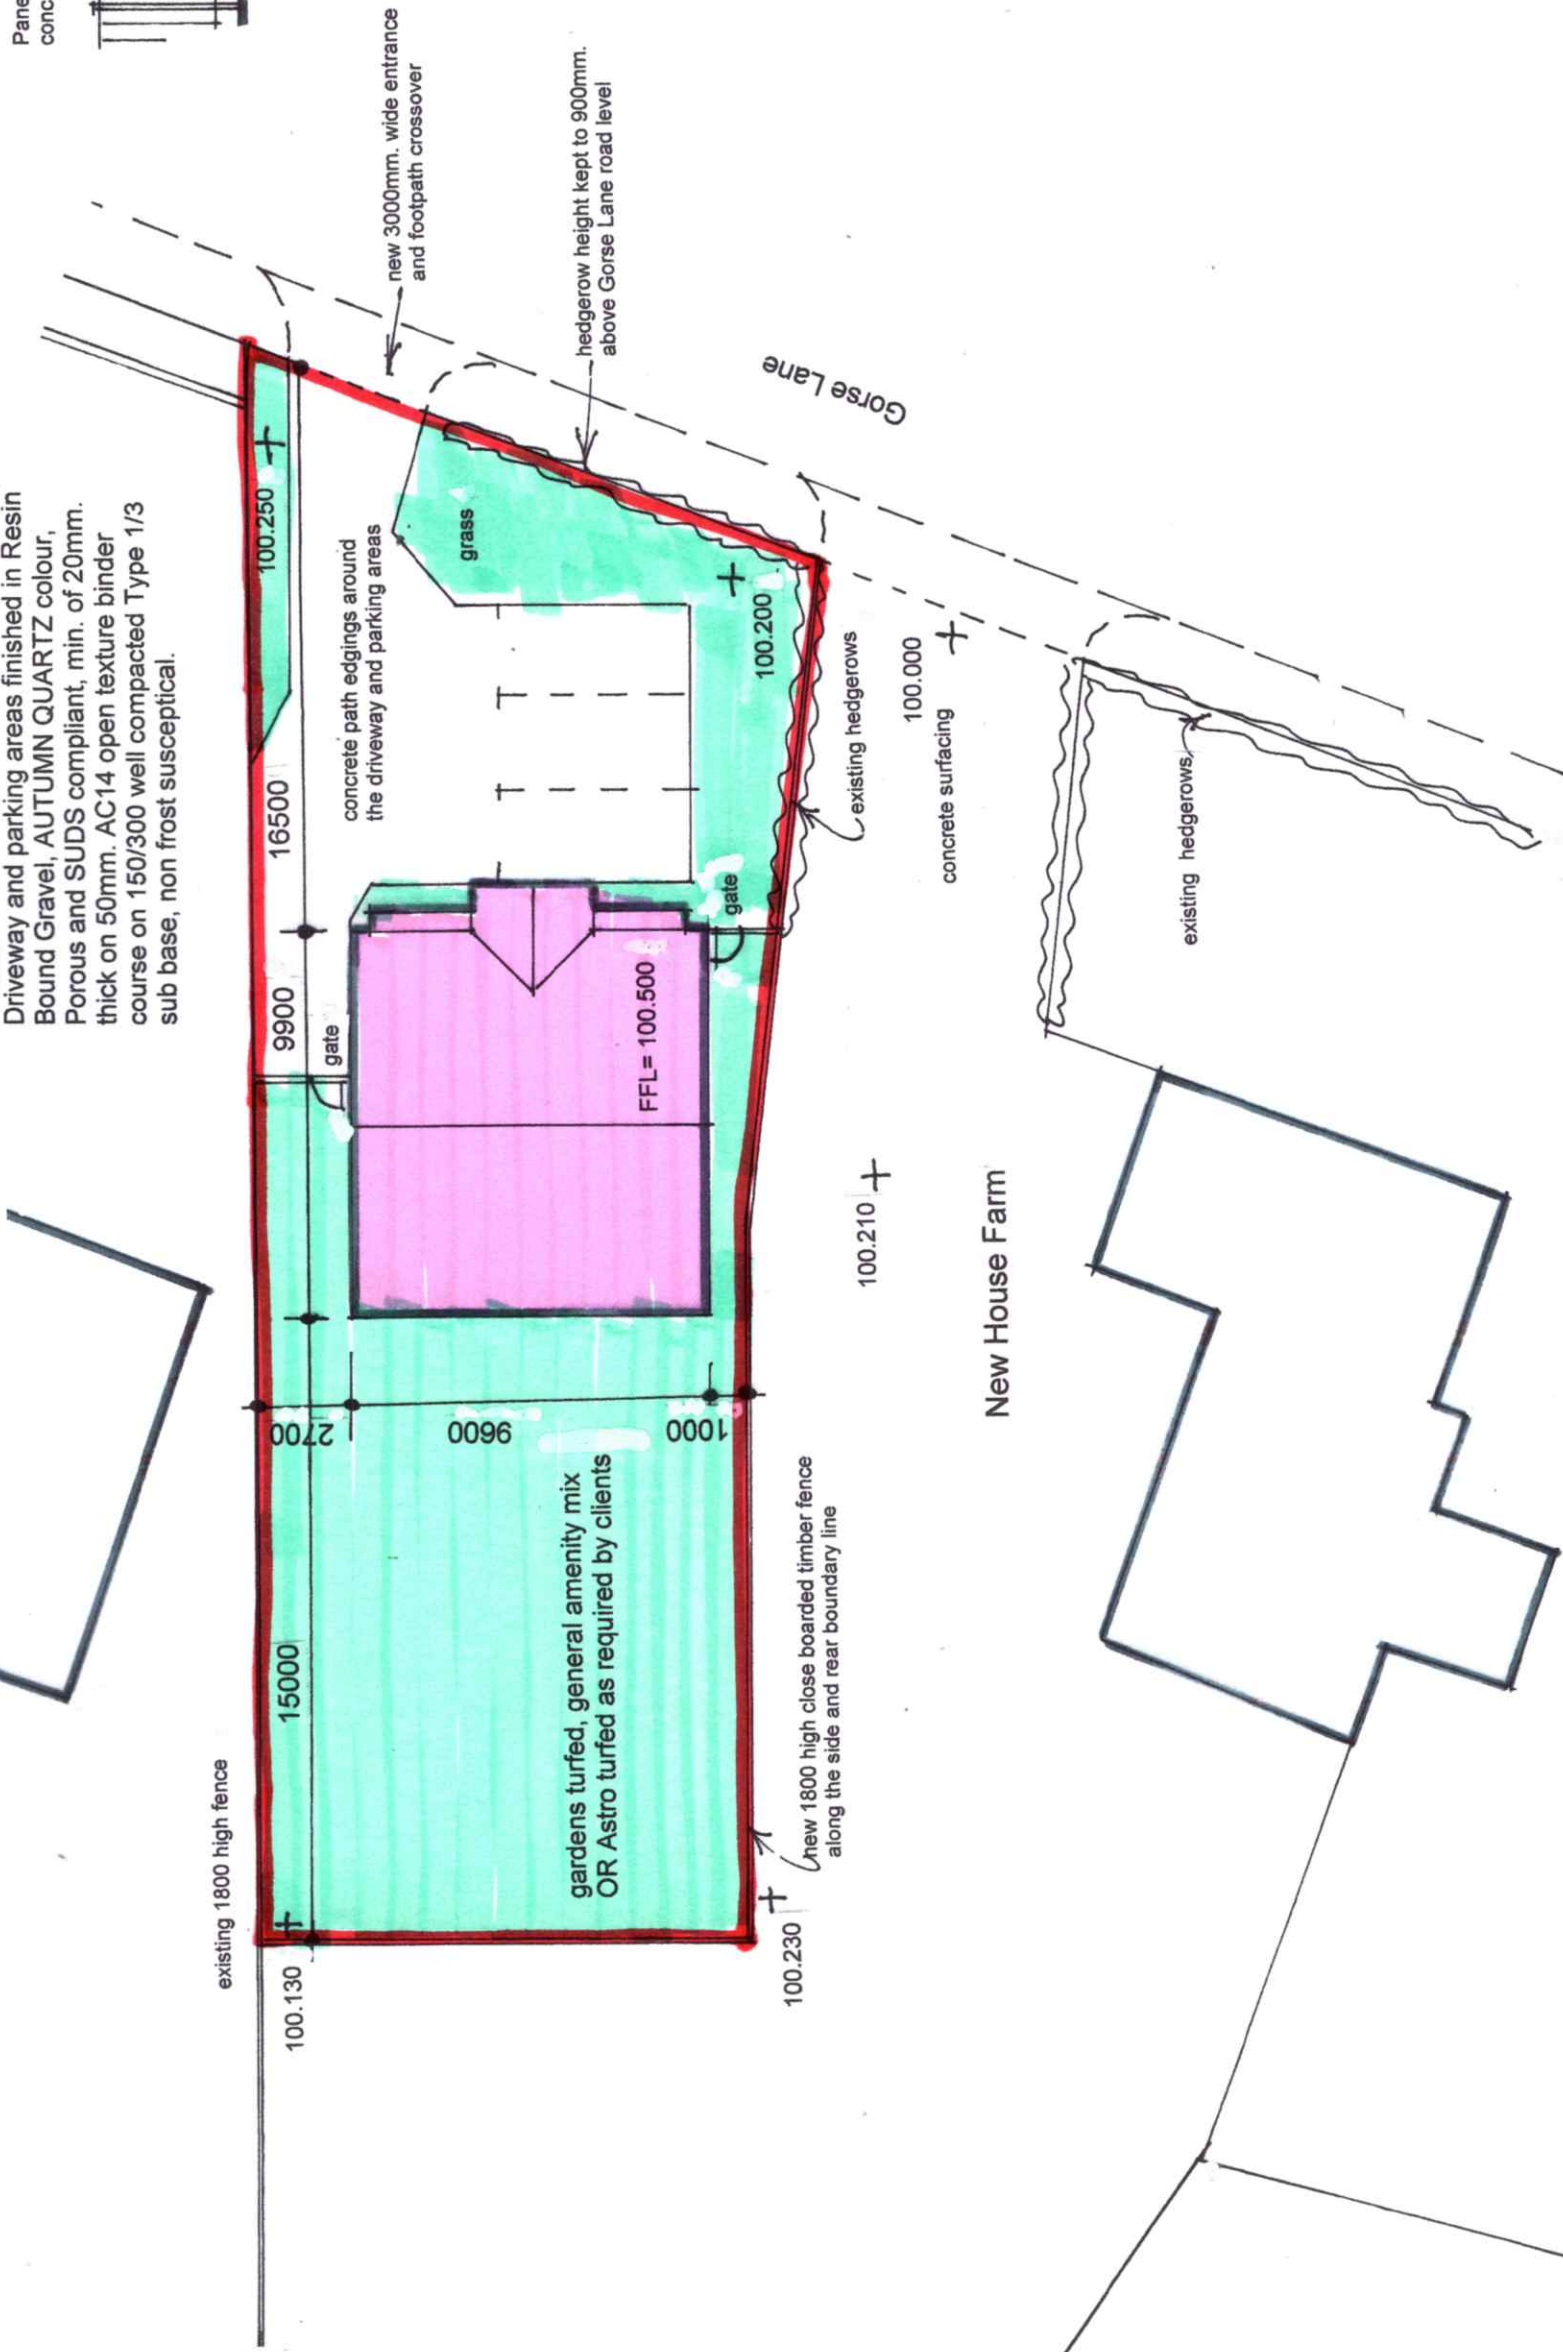 Pane
conc
Driveway and parking areas finished in Resin
Bound Gravel, AUTUMN QUARTZ colour,
Porous and SUDS compliant, min. of 20mm.
thick on 50mm. AC14 open texture binder
course on 150/300 well compacted Type 1/3
sub base, non frost susceptical.
new 3000mm. wide entrance
and footpath crossover
hedgerow height kept to 900mm.
above Gorse Lane road level
Gorse Lane
100.250
concrete path edgings around
the driveway and parking areas
grass
100.200
16500
existing hedgerows
100.000
concrete surfacing
existing hedgerows
9900
gate
gate
FFL= 100.500
100.210
New House Farm
2700
9600
1000
15000
gardens turfed, general amenity mix
OR Astro turfed as required by clients
new 1800 high close boarded timber fence
along the side and rear boundary line
existing 1800 high fence
100.130
100.230